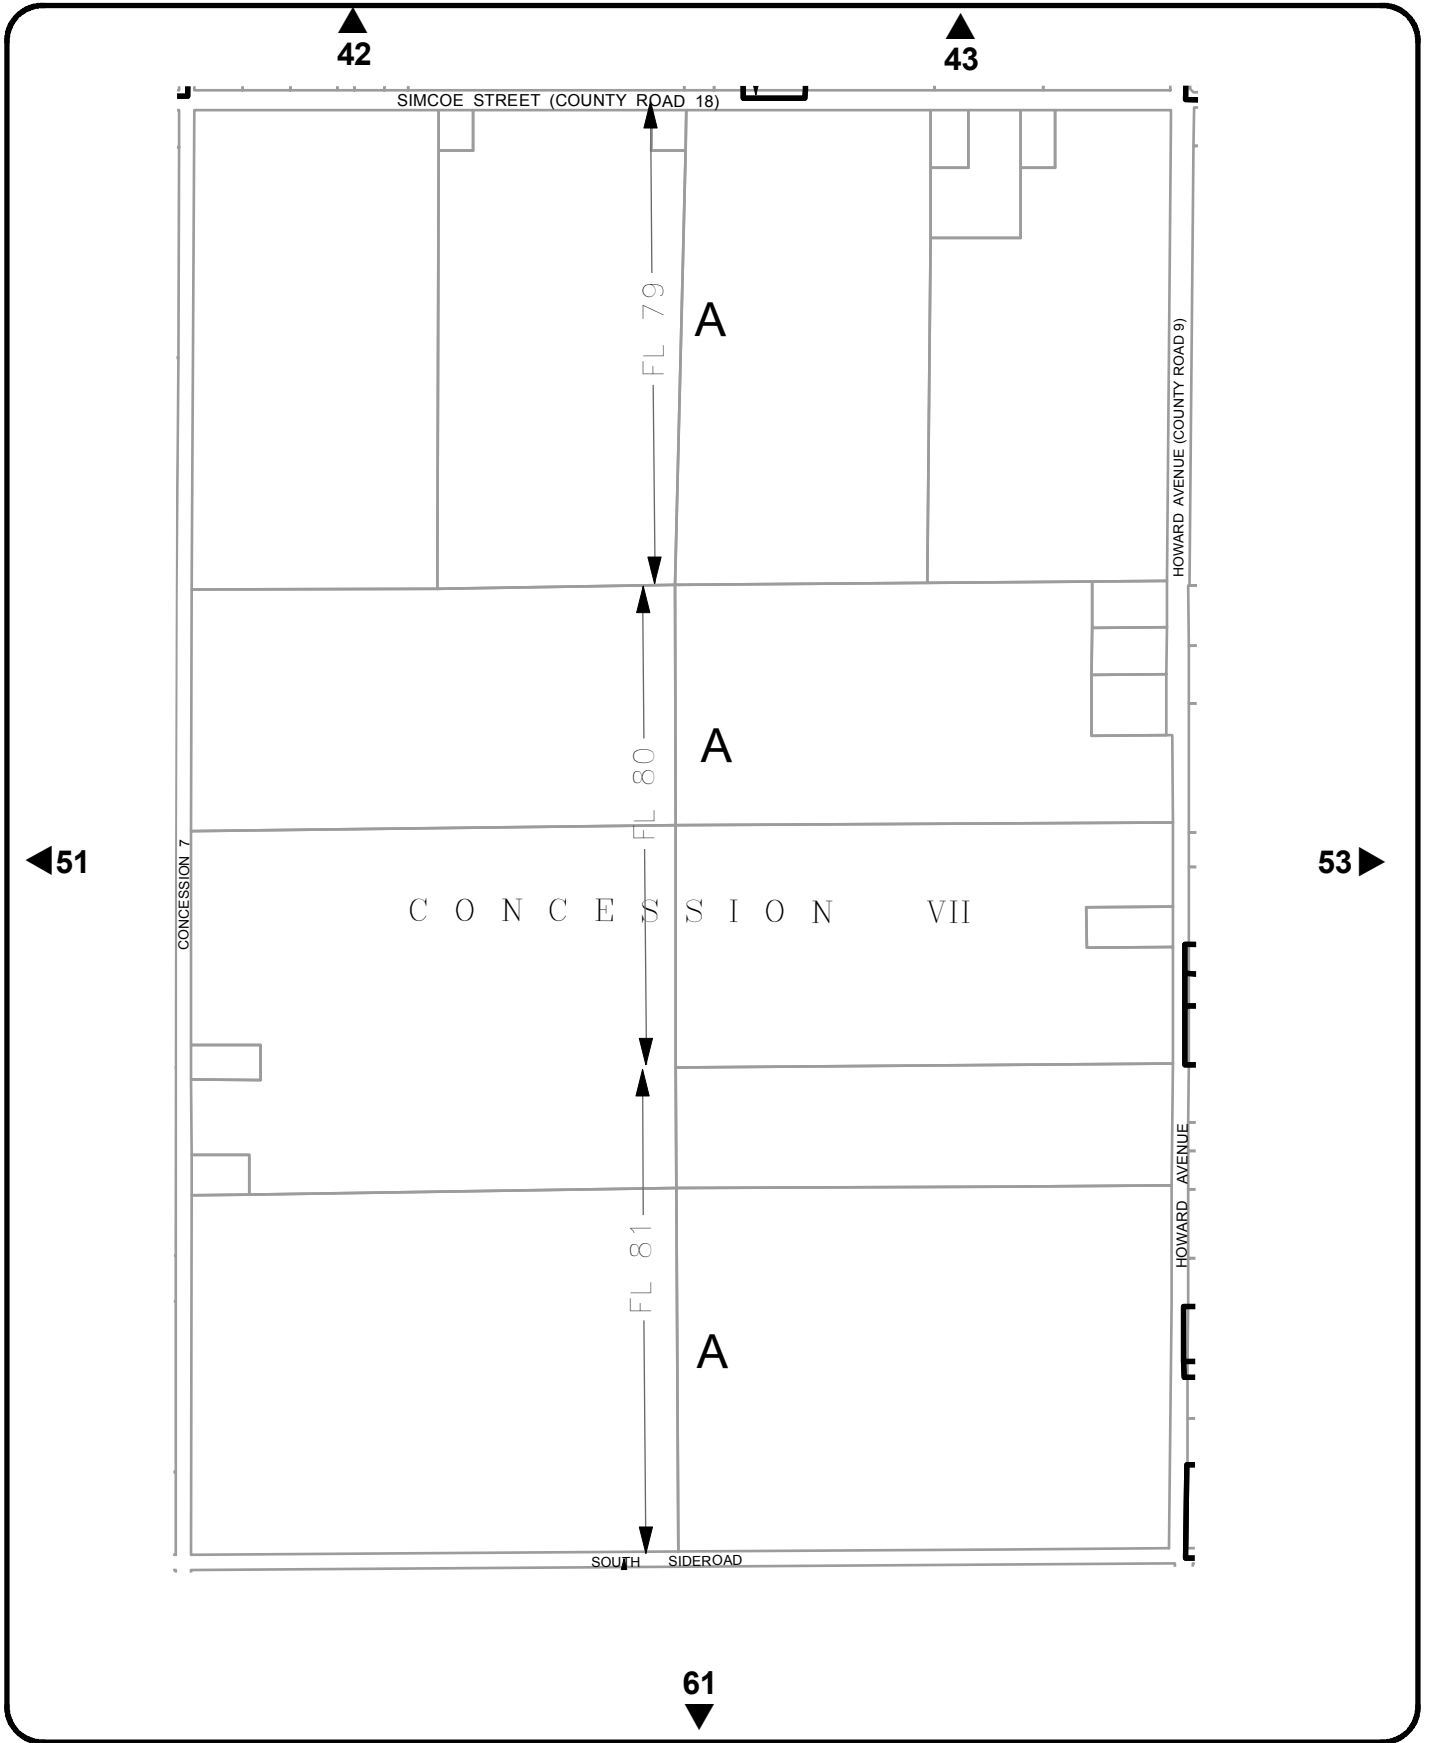 42
43
SIMCOE STREET (COUNTY ROAD 18)
FL 79
A
HOWARD AVENUE (COUNTY ROAD 9)
FL 80
A
51
CONCESSION 7
53
CONCESSION VII
HOWARD AVENUE
FL 81
A
SOUTH SIDEROAD
61